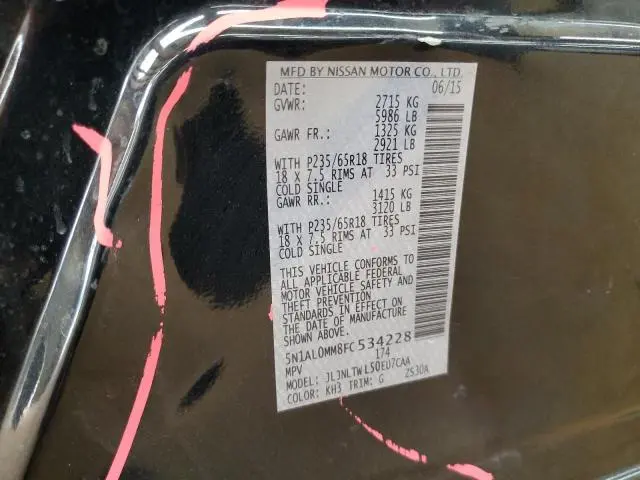 MFD BY NISSAN MOTOR CO., LTD.
DATE: 06/15
GVWR: 2715 KG
5986 LB
GAWR FR.: 1325 KG
2921 LB
WITH P235/65R18 TIRES
18 X 7.5 RIMS AT 33 PSI
COLD SINGLE
GAWR RR.: 1415 KG
3120 LB
WITH P235/65R18 TIRES
18 X 7.5 RIMS AT 33 PSI
COLD SINGLE
THIS VEHICLE CONFORMS TO
ALL APPLICABLE FEDERAL
MOTOR VEHICLE SAFETY AND
THEFT PREVENTION
STANDARDS IN EFFECT ON
THE DATE OF MANUFACTURE
SHOWN ABOVE.
5N1AL0MM8FC534228
MPV 174
MODEL: JLJNLTWL50EU7CAA
COLOR: KH3 TRIM: G ZS30A